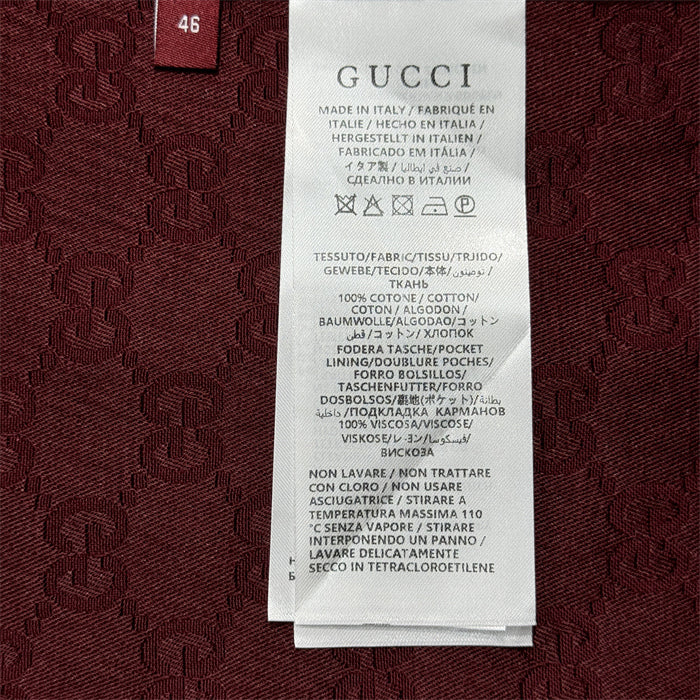 46
GUCCI
MADE IN ITALY / FABRIQUÉ EN
ITALIE / HECHO EN ITALIA /
HERGESTELLT IN ITALIEN /
FABRICADO EM ITÁLIA /
イタア製 / صنع في ايطاليا /
СДЕЛАНО В ИТАЛИИ
TESSUTO/FABRIC/TISSU/TRJIDO/
GEWEBE/TECIDO/本体/توصيون/
ТКАНЬ
100% COTONE / COTTON/
COTON / ALGODON /
BAUMWOLLE/ALGODAO/コットン
قطن/コットン/ ХЛОПОК
FODERA TASCHE/POCKET
LINING/DOUBLURE POCHES/
FORRO BOLSILLOS/
TASCHENFUTTER/FORRO
DOSBOLSOS/裏地(ポケット)/بطانة
داخلية/ПОДКЛАДКА КАРМАНОВ
100% VISCOSA/VISCOSE/
VISKOSE/レヨン/فيسكوسا/
ВИСКОЗА
NON LAVARE / NON TRATTARE
CON CLORO / NON USARE
ASCIUGATRICE / STIRARE A
TEMPERATURA MASSIMA 110
°C SENZA VAPORE / STIRARE
INTERPONENDO UN PANNO /
LAVARE DELICATAMENTE
SECCO IN TETRACLOROETILENE